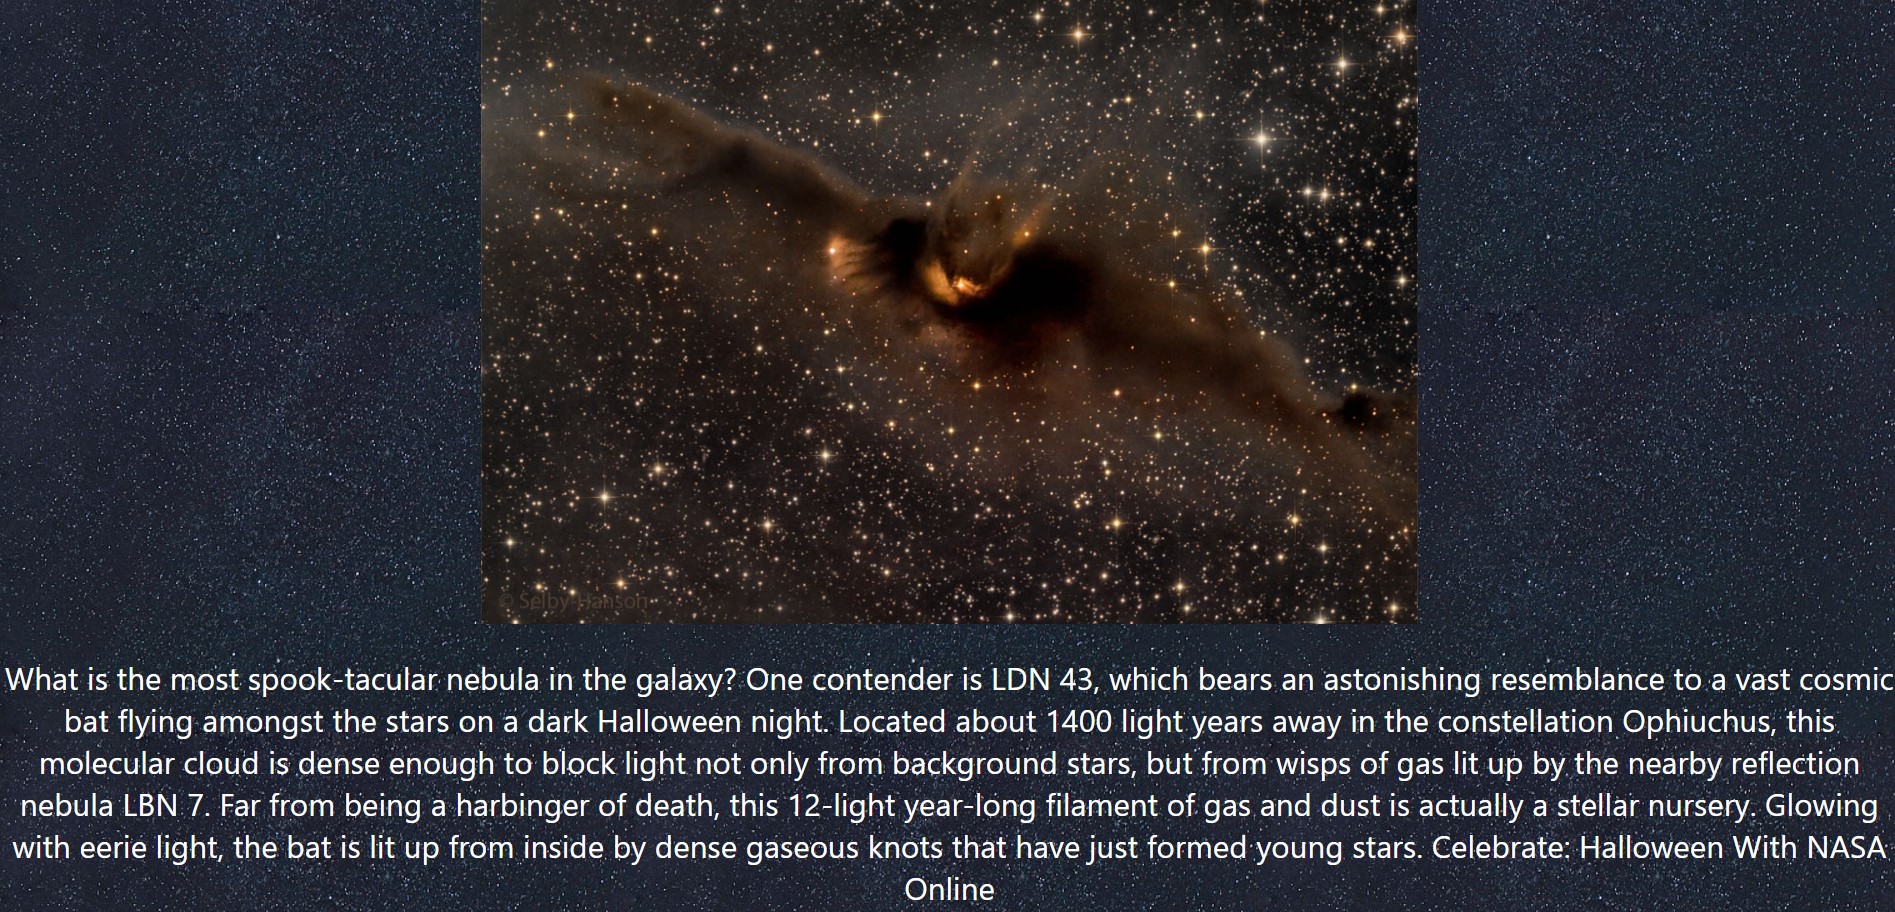 © Selby-Hanson
What is the most spook-tacular nebula in the galaxy? One contender is LDN 43, which bears an astonishing resemblance to a vast cosmic
bat flying amongst the stars on a dark Halloween night. Located about 1400 light years away in the constellation Ophiuchus, this
molecular cloud is dense enough to block light not only from background stars, but from wisps of gas lit up by the nearby reflection
nebula LBN 7. Far from being a harbinger of death, this 12-light year-long filament of gas and dust is actually a stellar nursery. Glowing
with eerie light, the bat is lit up from inside by dense gaseous knots that have just formed young stars. Celebrate: Halloween With NASA
Online